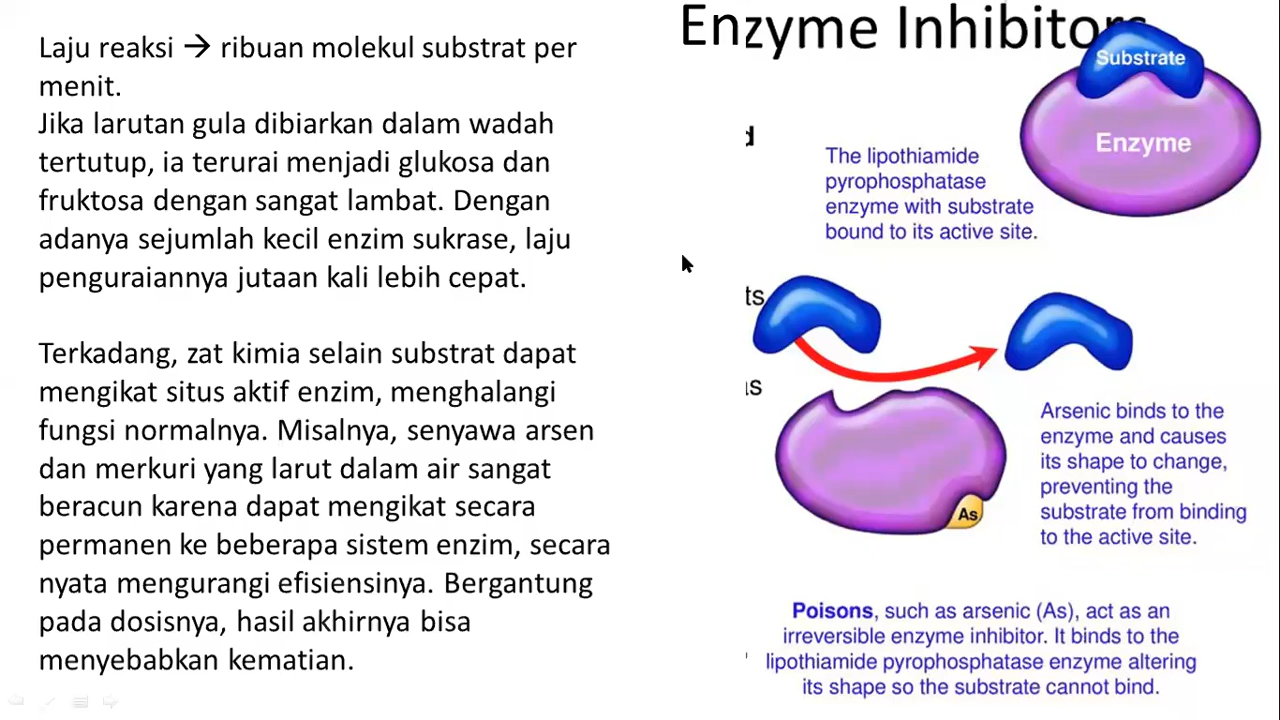 Laju reaksi → ribuan molekul substrat per
menit.
Jika larutan gula dibiarkan dalam wadah
tertutup, ia terurai menjadi glukosa dan
fruktosa dengan sangat lambat. Dengan
adanya sejumlah kecil enzim sukrase, laju
penguraiannya jutaan kali lebih cepat.
Terkadang, zat kimia selain substrat dapat
mengikat situs aktif enzim, menghalangi
fungsi normalnya. Misalnya, senyawa arsen
dan merkuri yang larut dalam air sangat
beracun karena dapat mengikat secara
permanen ke beberapa sistem enzim, secara
nyata mengurangi efisiensinya. Bergantung
pada dosisnya, hasil akhirnya bisa
menyebabkan kematian.
Enzyme Inhibitors
Substrate
Enzyme
d
The lipothiamide
pyrophosphatase
enzyme with substrate
bound to its active site.
ts
Arsenic binds to the
enzyme and causes
its shape to change,
preventing the
substrate from binding
to the active site.
As
Poisons, such as arsenic (As), act as an
irreversible enzyme inhibitor. It binds to the
lipothiamide pyrophosphatase enzyme altering
its shape so the substrate cannot bind.